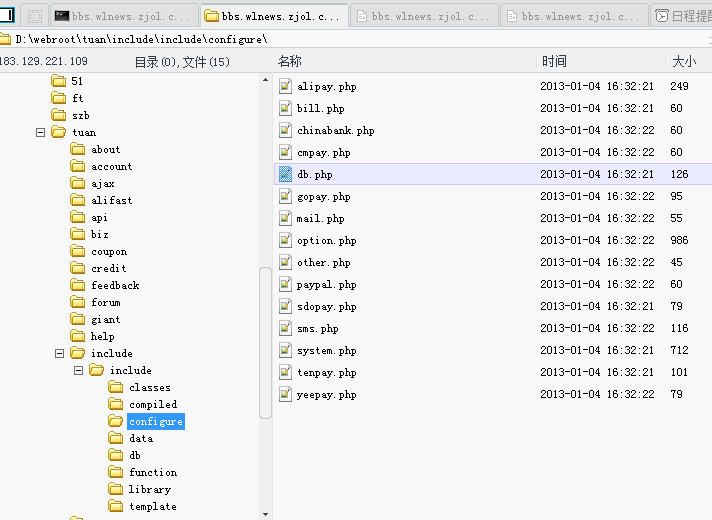 bbs.wlnews.zjol.c... bbs.wlnews.zjol.c... bbs.wlnews.zjol.c... bbs.wlnews.zjol.c... 日程提醒
D:\webroot\tuan\include\include\configure\
183.129.221.109 目录(0),文件(15) 名称 时间 大小
51
ft
szb
tuan
about
account
ajax
alifast
api
biz
coupon
credit
feedback
forum
giant
help
include
include
classes
compiled
configure
data
db
function
library
template
alipay.php 2013-01-04 16:32:21 249
bill.php 2013-01-04 16:32:21 60
chinabank.php 2013-01-04 16:32:22 60
cmpay.php 2013-01-04 16:32:22 60
db.php 2013-01-04 16:32:21 126
gopay.php 2013-01-04 16:32:22 95
mail.php 2013-01-04 16:32:22 55
option.php 2013-01-04 16:32:22 986
other.php 2013-01-04 16:32:22 45
paypal.php 2013-01-04 16:32:22 60
sdopay.php 2013-01-04 16:32:21 79
sms.php 2013-01-04 16:32:22 116
system.php 2013-01-04 16:32:21 712
tenpay.php 2013-01-04 16:32:21 101
yeepay.php 2013-01-04 16:32:22 79